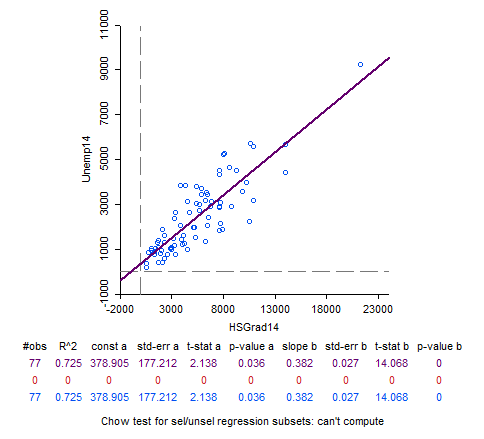 11000
9000
7000
5000
3000
1000
-1000
Unemp14
-2000 3000 8000 13000 18000 23000
HSGrad14
#obs R^2 const a std-err a t-stat a p-value a slope b std-err b t-stat b p-value b
77 0.725 378.905 177.212 2.138 0.036 0.382 0.027 14.068 0
0 0 0 0 0 0 0 0 0 0
77 0.725 378.905 177.212 2.138 0.036 0.382 0.027 14.068 0
Chow test for sel/unsel regression subsets: can't compute